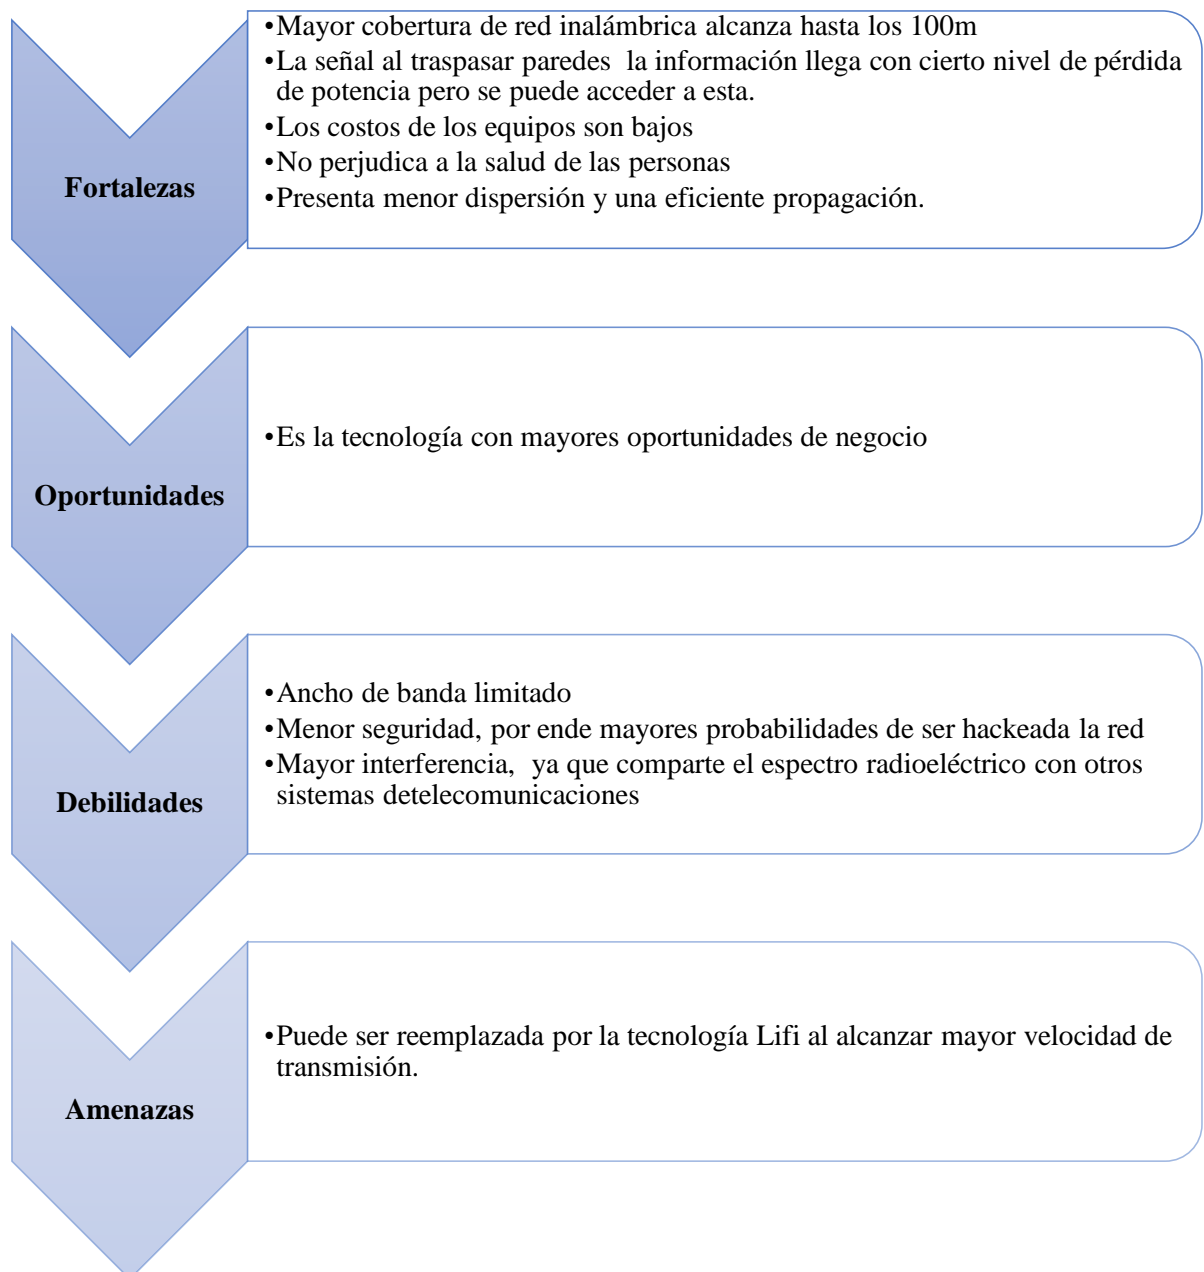 Fortalezas
•Mayor cobertura de red inalámbrica alcanza hasta los 100m
•La señal al traspasar paredes  la información llega con cierto nivel de pérdida
de potencia pero se puede acceder a esta.
•Los costos de los equipos son bajos
•No perjudica a la salud de las personas
•Presenta menor dispersión y una eficiente propagación.
Oportunidades
•Es la tecnología con mayores oportunidades de negocio
Debilidades
•Ancho de banda limitado
•Menor seguridad, por ende mayores probabilidades de ser hackeada la red
•Mayor interferencia,  ya que comparte el espectro radioeléctrico con otros
sistemas detelecomunicaciones
Amenazas
•Puede ser reemplazada por la tecnología Lifi al alcanzar mayor velocidad de
transmisión.